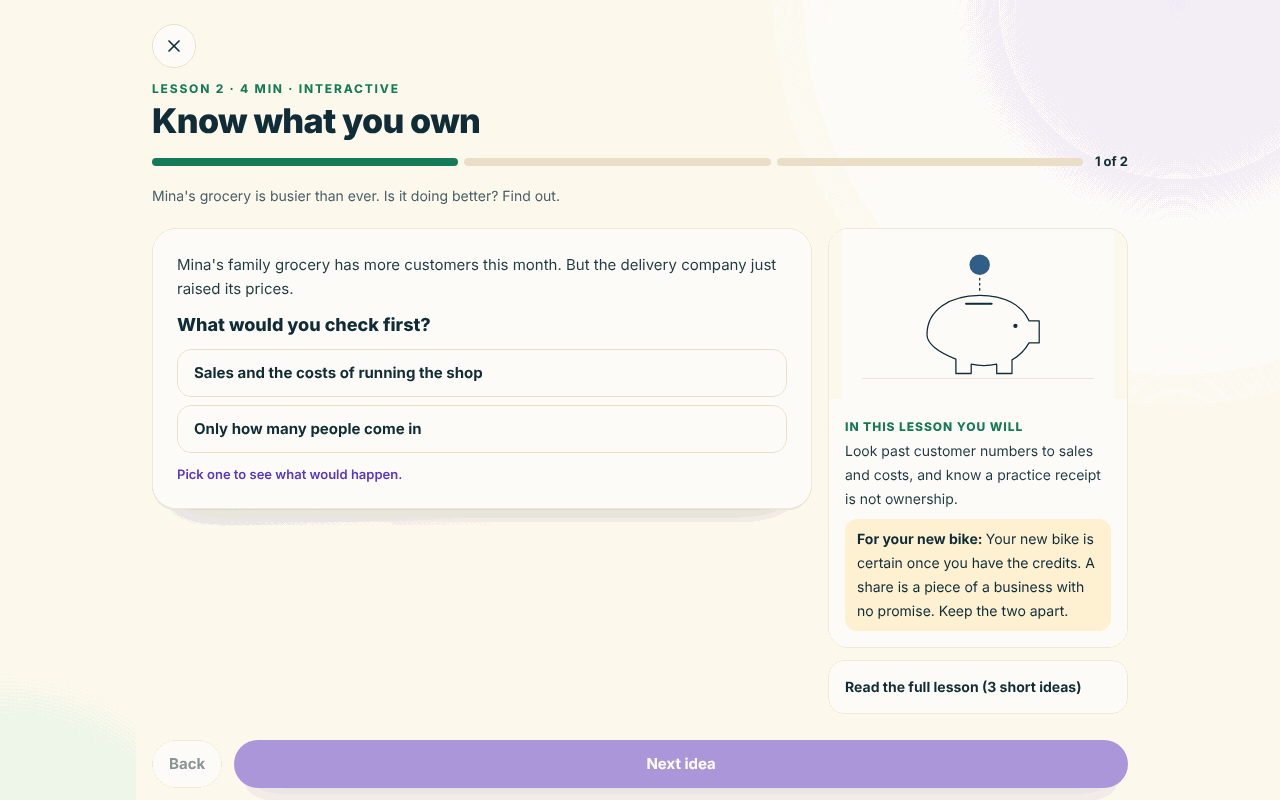 LESSON 2 · 4 MIN · INTERACTIVE
Know what you own
1 of 2
Mina's grocery is busier than ever. Is it doing better? Find out.
Mina's family grocery has more customers this month. But the delivery company just
raised its prices.
What would you check first?
Sales and the costs of running the shop
Only how many people come in
Pick one to see what would happen.
IN THIS LESSON YOU WILL
Look past customer numbers to sales
and costs, and know a practice receipt
is not ownership.
For your new bike: Your new bike is
certain once you have the credits. A
share is a piece of a business with
no promise. Keep the two apart.
Read the full lesson (3 short ideas)
Back
Next idea